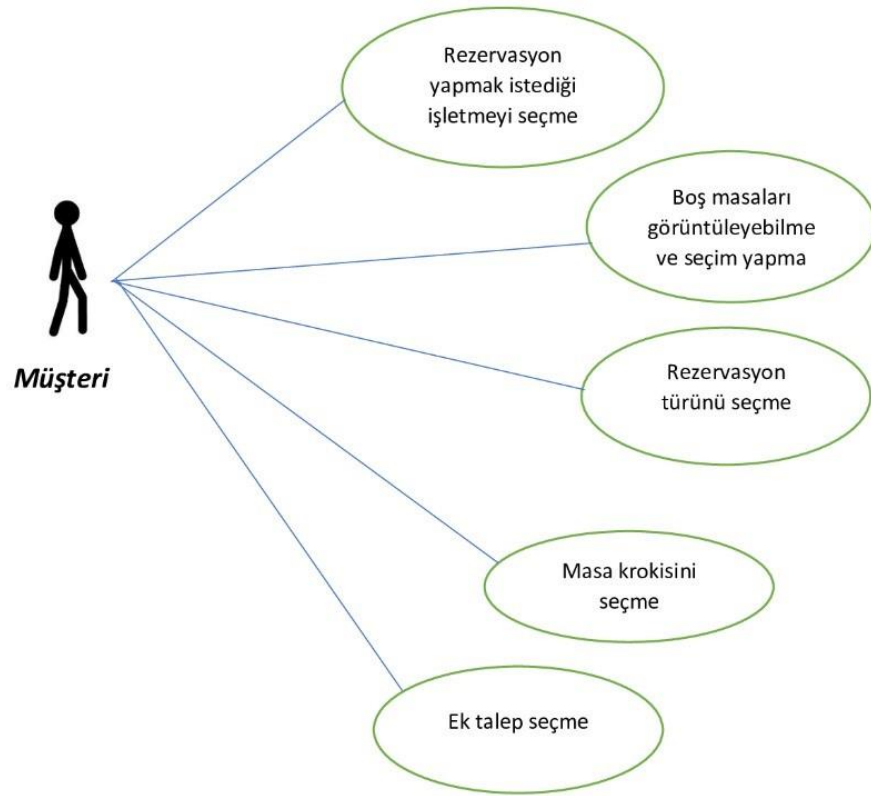 Rezervasyon
yapmak istediği
işletmeyi seçme
Boş masaları
görüntüleyebilme
ve seçim yapma
Müşteri
Rezervasyon
türünü seçme
Masa krokisini
seçme
Ek talep seçme